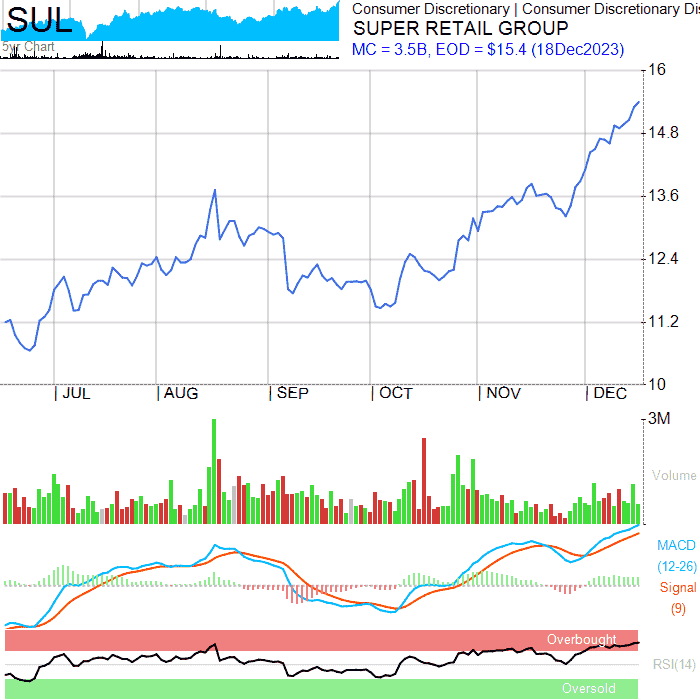 SUL
5yr Chart
Consumer Discretionary | Consumer Discretionary Dis
SUPER RETAIL GROUP
MC = 3.5B, EOD = $15.4 (18Dec2023)
16
14.8
13.6
12.4
11.2
10
JUL
AUG
SEP
OCT
NOV
DEC
3M
Volume
MACD
(12-26)
Signal
(9)
Overbought
RSI(14)
Oversold